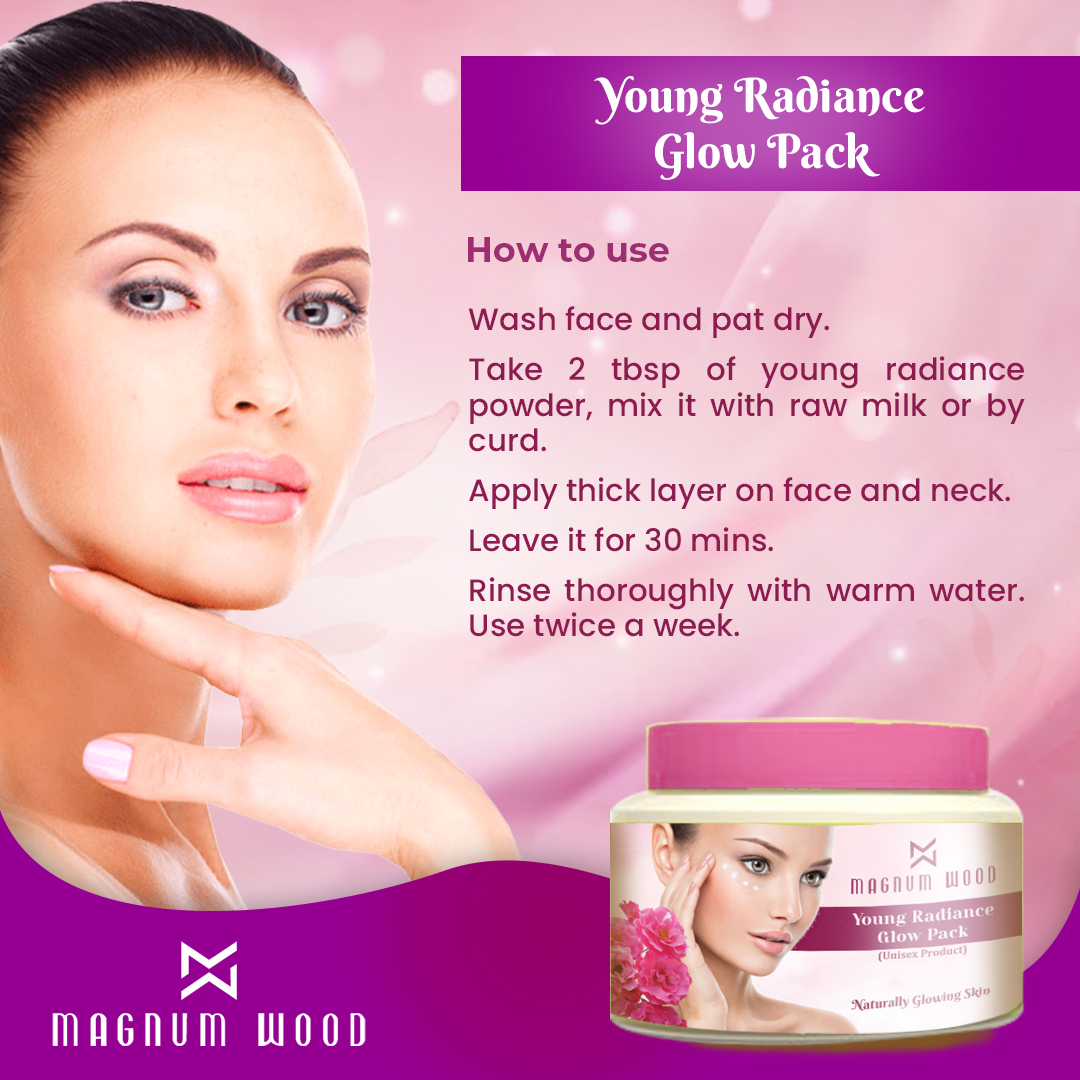 Young Radiance
Glow Pack
How to use
Wash face and pat dry.
Take 2 tbsp of young radiance
powder, mix it with raw milk or by
curd.
Apply thick layer on face and neck.
Leave it for 30 mins.
Rinse thoroughly with warm water.
Use twice a week.
MAGNUM WOOD
Young Radiance
Glow Pack
(Unisex Product)
Naturally Glowing Skin
MAGNUM WOOD